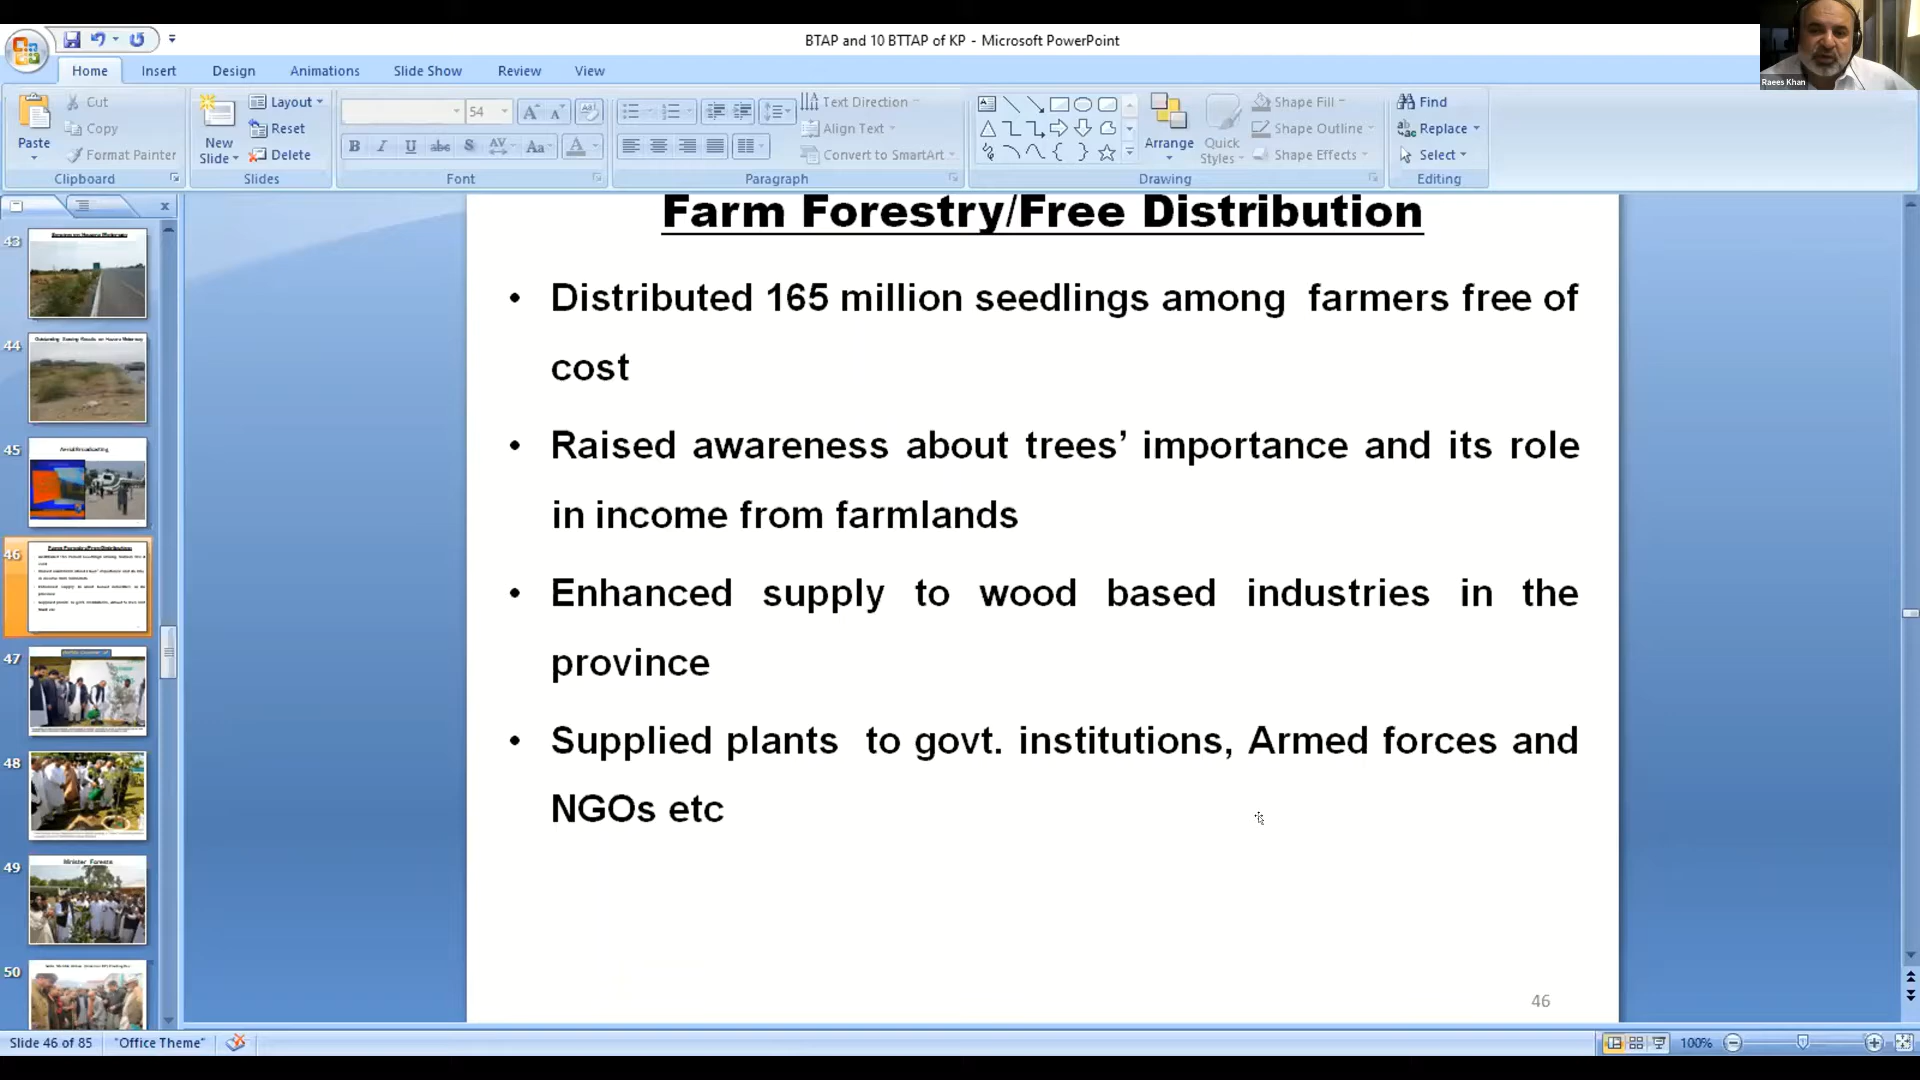 BTAP and 10 BTTAP of KP - Microsoft PowerPoint
Raees Khan
Home Insert Design Animations Slide Show Review View
Paste
Cut
Copy
Format Painter
Clipboard
New Slide
Layout
Reset
Delete
Slides
54
B I U abc S AV Aa A
Font
Text Direction
Align Text
Convert to SmartArt
Paragraph
Arrange
Quick Styles
Shape Fill
Shape Outline
Shape Effects
Drawing
Find
Replace
Select
Editing
43
44
45
46
47
48
49
Minister Forests
50
Farm Forestry/Free Distribution
• Distributed 165 million seedlings among farmers free of
cost
• Raised awareness about trees’ importance and its role
in income from farmlands
• Enhanced supply to wood based industries in the
province
• Supplied plants to govt. institutions, Armed forces and
NGOs etc
46
Slide 46 of 85 "Office Theme" 100%